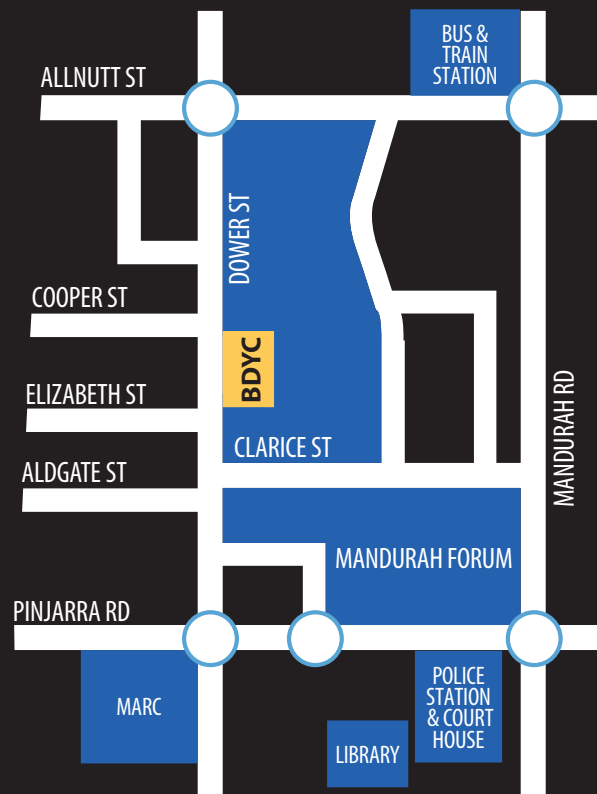 BUS &
TRAIN
STATION
ALLNUTT ST
DOWER ST
COOPER ST
BDYC
ELIZABETH ST
MANDURAH RD
CLARICE ST
ALDGATE ST
MANDURAH FORUM
PINJARRA RD
MARC
POLICE
STATION
& COURT
HOUSE
LIBRARY